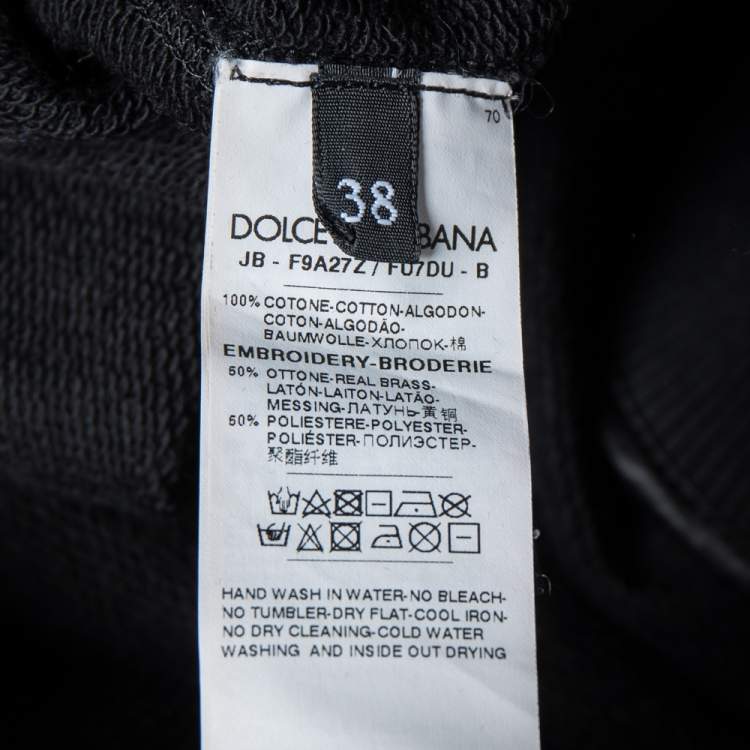 70
38
DOLCE BANA
JB - F9A27Z / FU7DU - B
100% COTONE-COTTON-ALGODON-
COTON-ALGODÃO-
BAUMWOLLE-ХЛОПОК-棉
EMBROIDERY-BRODERIE
50% OTTONE-REAL BRASS-
LATÓN-LAITON-LATÃO-
MESSING-ЛАТУНЬ-黄铜
50% POLIESTERE-POLYESTER-
POLIÉSTER-ПОЛИЭСТЕР-
聚酯纤维
HAND WASH IN WATER-NO BLEACH-
NO TUMBLER-DRY FLAT-COOL IRON-
NO DRY CLEANING-COLD WATER
WASHING AND INSIDE OUT DRYING